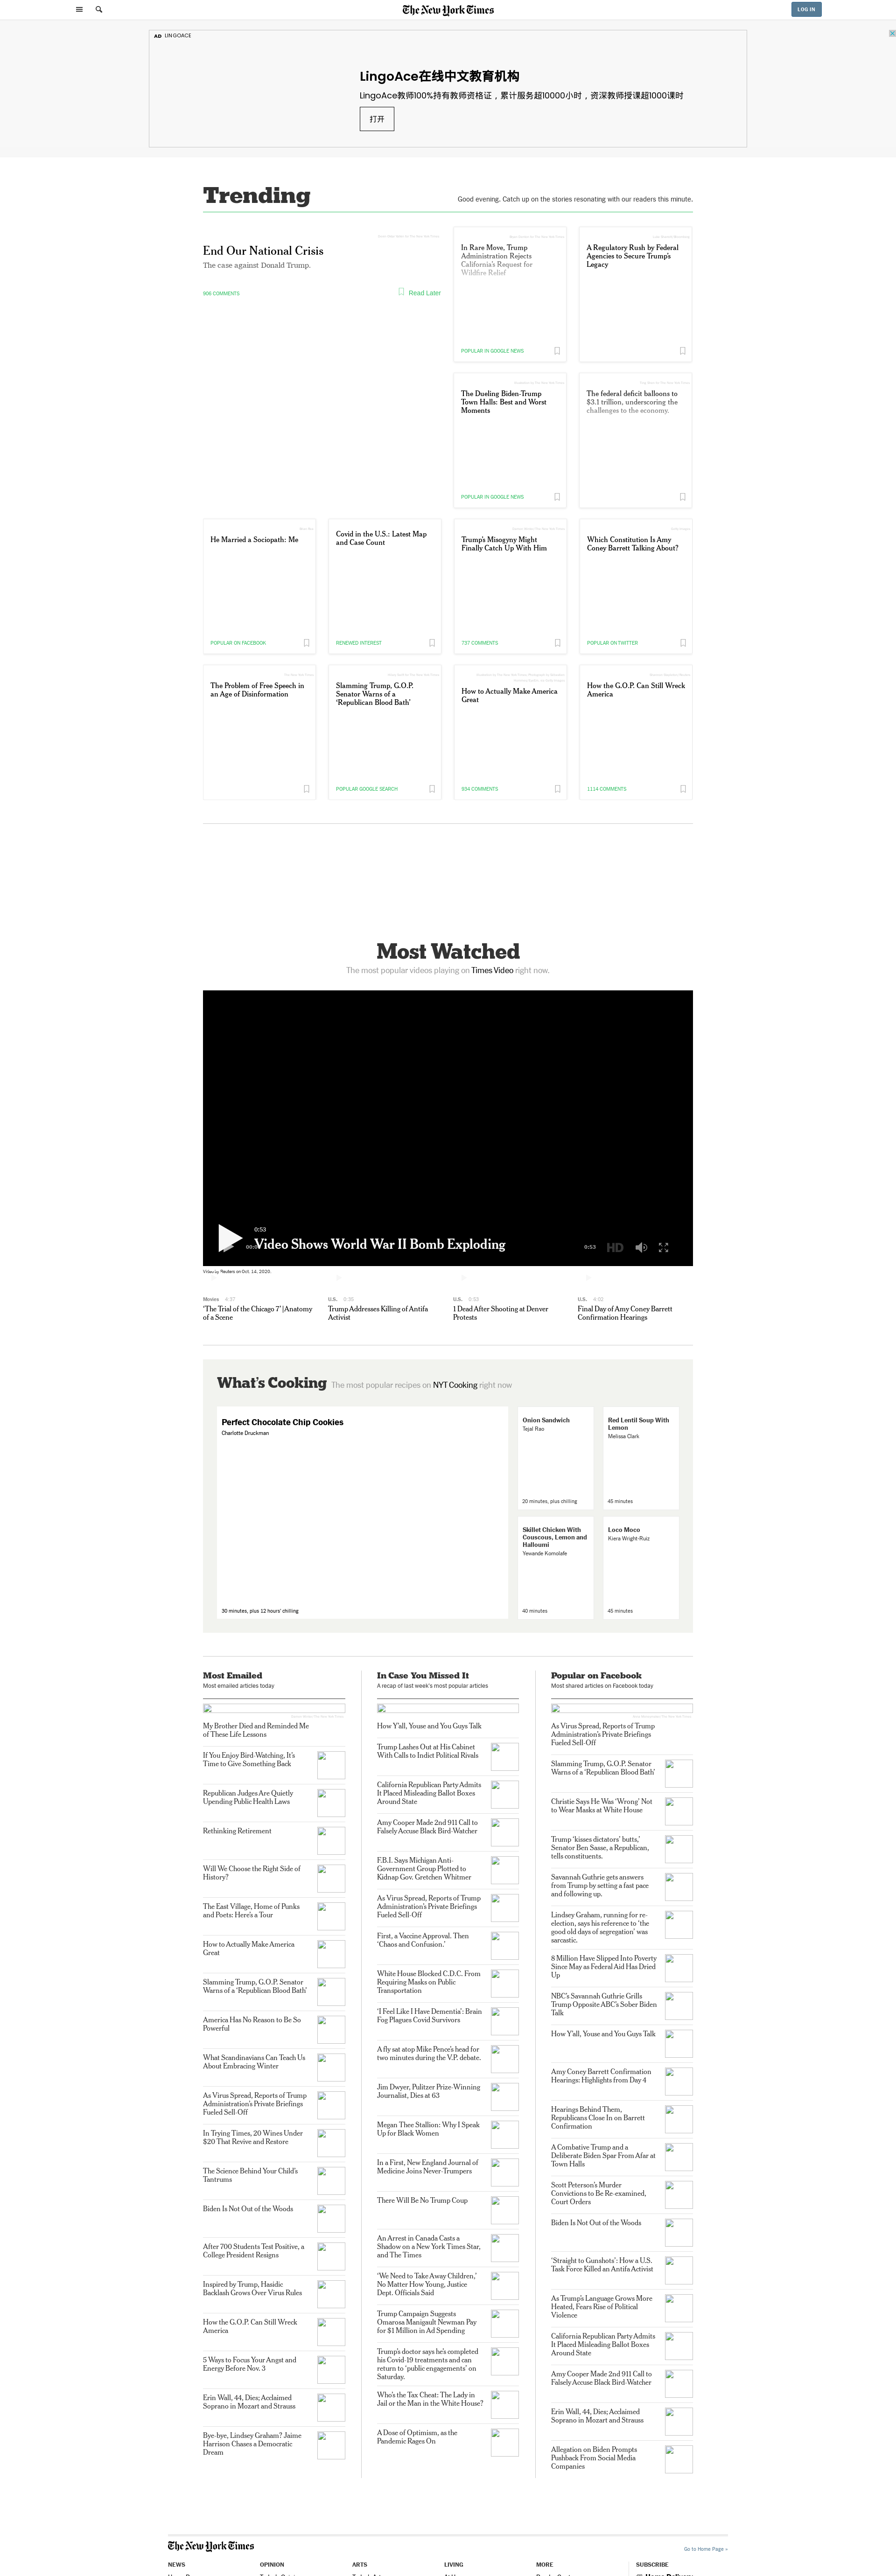 The New York Times
LOG IN
AD LINGOACE
LingoAce在线中文教育机构
LingoAce教师100%持有教师资格证，累计服务超10000小时，资深教师授课超1000课时
打开
Trending
Good evening. Catch up on the stories resonating with our readers this minute.
End Our National Crisis
The case against Donald Trump.
906 COMMENTS
Read Later
In Rare Move, Trump
Administration Rejects
California's Request for
Wildfire Relief
POPULAR IN GOOGLE NEWS
A Regulatory Rush by Federal
Agencies to Secure Trump's
Legacy
The Dueling Biden-Trump
Town Halls: Best and Worst
Moments
POPULAR IN GOOGLE NEWS
The federal deficit balloons to
$3.1 trillion, underscoring the
challenges to the economy.
He Married a Sociopath: Me
POPULAR ON FACEBOOK
Covid in the U.S.: Latest Map
and Case Count
RENEWED INTEREST
Trump's Misogyny Might
Finally Catch Up With Him
737 COMMENTS
Which Constitution Is Amy
Coney Barrett Talking About?
POPULAR ON TWITTER
The Problem of Free Speech in
an Age of Disinformation
Slamming Trump, G.O.P.
Senator Warns of a
‘Republican Blood Bath’
POPULAR GOOGLE SEARCH
How to Actually Make America
Great
934 COMMENTS
How the G.O.P. Can Still Wreck
America
1114 COMMENTS
Most Watched
The most popular videos playing on Times Video right now.
0:53
Video Shows World War II Bomb Exploding
0:53
HD
Video by Reuters on Oct. 14, 2020.
Movies 4:37
‘The Trial of the Chicago 7’ | Anatomy
of a Scene
U.S. 0:35
Trump Addresses Killing of Antifa
Activist
U.S. 0:53
1 Dead After Shooting at Denver
Protests
U.S. 4:02
Final Day of Amy Coney Barrett
Confirmation Hearings
What's Cooking The most popular recipes on NYT Cooking right now
Perfect Chocolate Chip Cookies
Charlotte Druckman
30 minutes, plus 12 hours' chilling
Onion Sandwich
Tejal Rao
20 minutes, plus chilling
Red Lentil Soup With
Lemon
Melissa Clark
45 minutes
Skillet Chicken With
Couscous, Lemon and
Halloumi
Yewande Komolafe
40 minutes
Loco Moco
Kiera Wright-Ruiz
45 minutes
Most Emailed
Most emailed articles today
My Brother Died and Reminded Me
of These Life Lessons
If You Enjoy Bird-Watching, It's
Time to Give Something Back
Republican Judges Are Quietly
Upending Public Health Laws
Rethinking Retirement
Will We Choose the Right Side of
History?
The East Village, Home of Punks
and Poets: Here's a Tour
How to Actually Make America
Great
Slamming Trump, G.O.P. Senator
Warns of a ‘Republican Blood Bath’
America Has No Reason to Be So
Powerful
What Scandinavians Can Teach Us
About Embracing Winter
As Virus Spread, Reports of Trump
Administration's Private Briefings
Fueled Sell-Off
In Trying Times, 20 Wines Under
$20 That Revive and Restore
The Science Behind Your Child's
Tantrums
Biden Is Not Out of the Woods
After 700 Students Test Positive, a
College President Resigns
Inspired by Trump, Hasidic
Backlash Grows Over Virus Rules
How the G.O.P. Can Still Wreck
America
5 Ways to Focus Your Angst and
Energy Before Nov. 3
Erin Wall, 44, Dies; Acclaimed
Soprano in Mozart and Strauss
Bye-bye, Lindsey Graham? Jaime
Harrison Chases a Democratic
Dream
In Case You Missed It
A recap of last week's most popular articles
How Y'all, Youse and You Guys Talk
Trump Lashes Out at His Cabinet
With Calls to Indict Political Rivals
California Republican Party Admits
It Placed Misleading Ballot Boxes
Around State
Amy Cooper Made 2nd 911 Call to
Falsely Accuse Black Bird-Watcher
F.B.I. Says Michigan Anti-
Government Group Plotted to
Kidnap Gov. Gretchen Whitmer
As Virus Spread, Reports of Trump
Administration's Private Briefings
Fueled Sell-Off
First, a Vaccine Approval. Then
‘Chaos and Confusion.’
White House Blocked C.D.C. From
Requiring Masks on Public
Transportation
‘I Feel Like I Have Dementia’: Brain
Fog Plagues Covid Survivors
A fly sat atop Mike Pence's head for
two minutes during the V.P. debate.
Jim Dwyer, Pulitzer Prize-Winning
Journalist, Dies at 63
Megan Thee Stallion: Why I Speak
Up for Black Women
In a First, New England Journal of
Medicine Joins Never-Trumpers
There Will Be No Trump Coup
An Arrest in Canada Casts a
Shadow on a New York Times Star,
and The Times
‘We Need to Take Away Children,’
No Matter How Young, Justice
Dept. Officials Said
Trump Campaign Suggests
Omarosa Manigault Newman Pay
for $1 Million in Ad Spending
Trump's doctor says he's completed
his Covid-19 treatments and can
return to ‘public engagements’ on
Saturday.
Who's the Tax Cheat: The Lady in
Jail or the Man in the White House?
A Dose of Optimism, as the
Pandemic Rages On
Popular on Facebook
Most shared articles on Facebook today
As Virus Spread, Reports of Trump
Administration's Private Briefings
Fueled Sell-Off
Slamming Trump, G.O.P. Senator
Warns of a ‘Republican Blood Bath’
Christie Says He Was ‘Wrong’ Not
to Wear Masks at White House
Trump ‘kisses dictators’ butts,’
Senator Ben Sasse, a Republican,
tells constituents.
Savannah Guthrie gets answers
from Trump by setting a fast pace
and following up.
Lindsey Graham, running for re-
election, says his reference to ‘the
good old days of segregation’ was
sarcastic.
8 Million Have Slipped Into Poverty
Since May as Federal Aid Has Dried
Up
NBC's Savannah Guthrie Grills
Trump Opposite ABC's Sober Biden
Talk
How Y'all, Youse and You Guys Talk
Amy Coney Barrett Confirmation
Hearings: Highlights from Day 4
Hearings Behind Them,
Republicans Close In on Barrett
Confirmation
A Combative Trump and a
Deliberate Biden Spar From Afar at
Town Halls
Scott Peterson's Murder
Convictions to Be Re-examined,
Court Orders
Biden Is Not Out of the Woods
‘Straight to Gunshots’: How a U.S.
Task Force Killed an Antifa Activist
As Trump's Language Grows More
Heated, Fears Rise of Political
Violence
California Republican Party Admits
It Placed Misleading Ballot Boxes
Around State
Amy Cooper Made 2nd 911 Call to
Falsely Accuse Black Bird-Watcher
Erin Wall, 44, Dies; Acclaimed
Soprano in Mozart and Strauss
Allegation on Biden Prompts
Pushback From Social Media
Companies
The New York Times
Go to Home Page »
NEWS OPINION ARTS LIVING MORE SUBSCRIBE